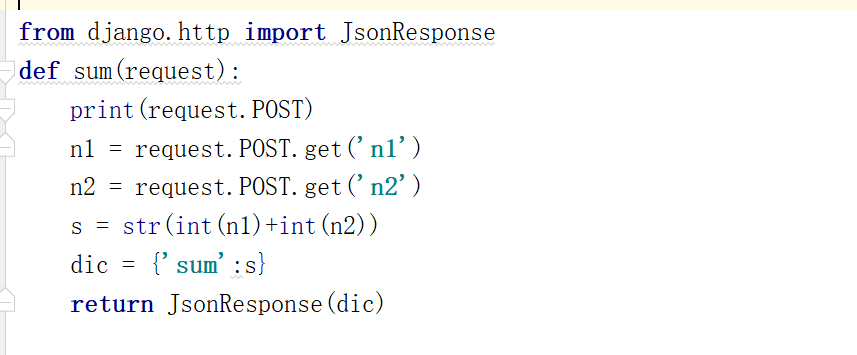 from django.http import JsonResponse
def sum(request):
    print(request.POST)
    n1 = request.POST.get('n1')
    n2 = request.POST.get('n2')
    s = str(int(n1)+int(n2))
    dic = {'sum':s}
    return JsonResponse(dic)